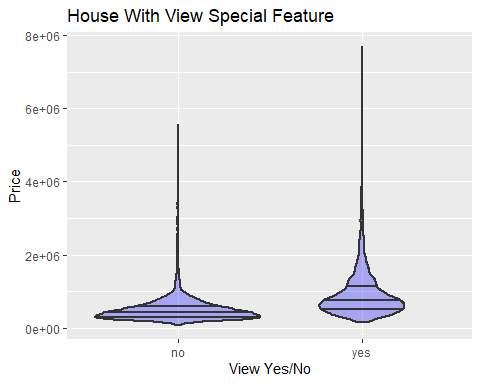 House With View Special Feature
8e+06
6e+06
4e+06
2e+06
0e+00
Price
no
yes
View Yes/No